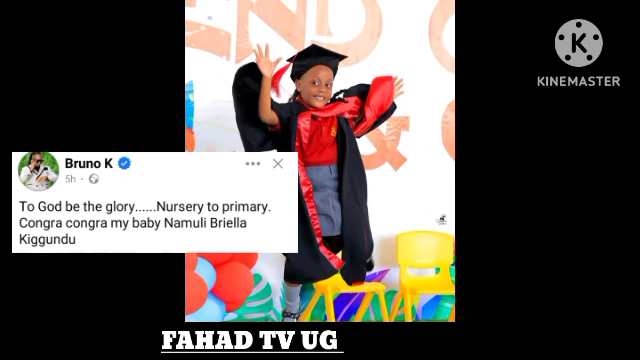 END O
&
KINEMASTER
Bruno K
5h
To God be the glory......Nursery to primary.
Congra congra my baby Namuli Briella
Kiggundu
FAHAD TV UG